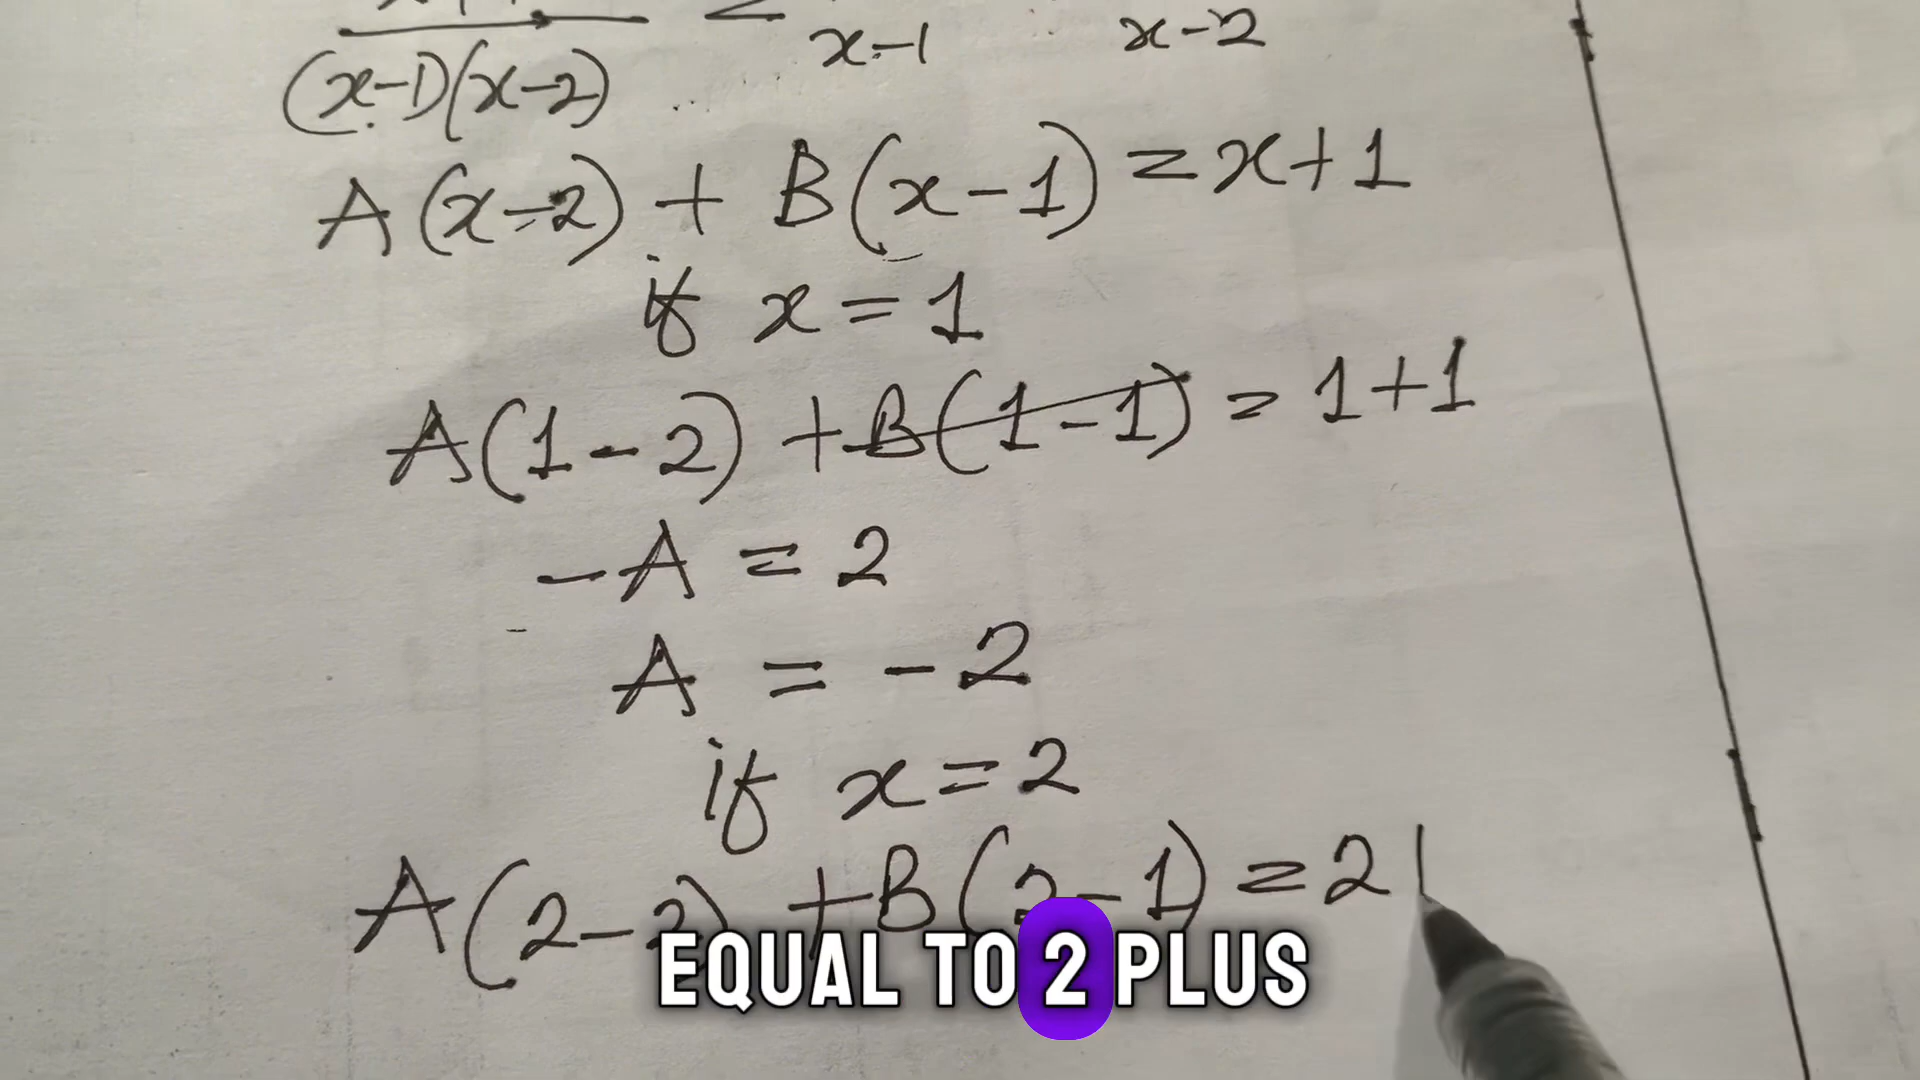 (x-1)(x-2) = x-1 x-2
A(x-2) + B(x-1) = x+1
if x = 1
A(1-2) + B(1-1) = 1+1
-A = 2
A = -2
if x = 2
A(2-2) + B(2-1) = 2
EQUAL TO 2 PLUS